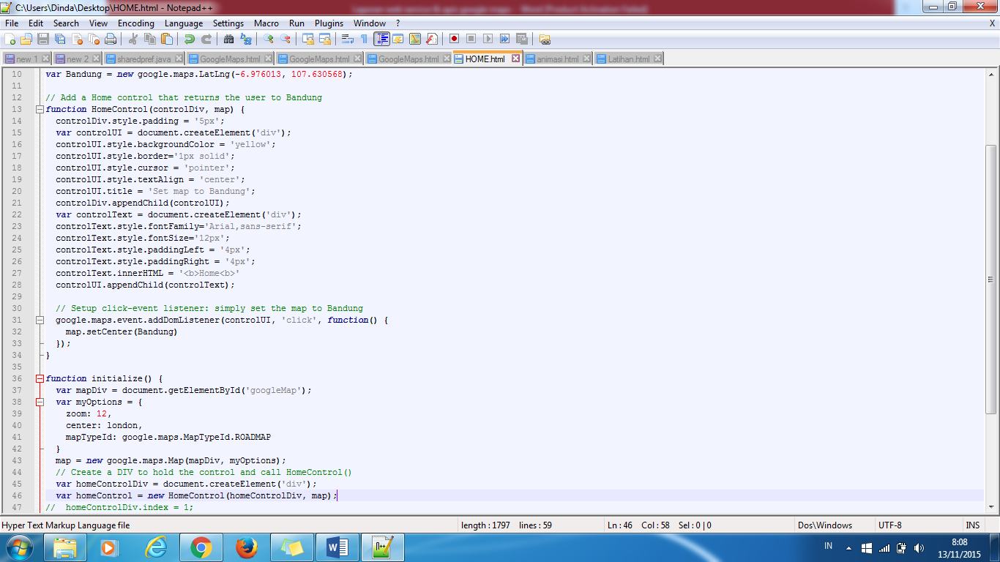 C:\Users\Dinda\Desktop\HOME.html - Notepad++
File Edit Search View Encoding Language Settings Macro Run Plugins Window ? X
new 1 new 2 sharedpref.java GoogleMaps.html GoogleMaps.html GoogleMaps.html HOME.html animasi.html Latihan.html
10 var Bandung = new google.maps.LatLng(-6.976013, 107.630568);
11
12 // Add a Home control that returns the user to Bandung
13 function HomeControl(controlDiv, map) {
14 controlDiv.style.padding = '5px';
15 var controlUI = document.createElement('div');
16 controlUI.style.backgroundColor = 'yellow';
17 controlUI.style.border='1px solid';
18 controlUI.style.cursor = 'pointer';
19 controlUI.style.textAlign = 'center';
20 controlUI.title = 'Set map to Bandung';
21 controlDiv.appendChild(controlUI);
22 var controlText = document.createElement('div');
23 controlText.style.fontFamily='Arial,sans-serif';
24 controlText.style.fontSize='12px';
25 controlText.style.paddingLeft = '4px';
26 controlText.style.paddingRight = '4px';
27 controlText.innerHTML = '<b>Home<b>'
28 controlUI.appendChild(controlText);
29
30 // Setup click-event listener: simply set the map to Bandung
31 google.maps.event.addDomListener(controlUI, 'click', function() {
32 map.setCenter(Bandung)
33 });
34 }
35
36 function initialize() {
37 var mapDiv = document.getElementById('googleMap');
38 var myOptions = {
39 zoom: 12,
40 center: london,
41 mapTypeId: google.maps.MapTypeId.ROADMAP
42 }
43 map = new google.maps.Map(mapDiv, myOptions);
44 // Create a DIV to hold the control and call HomeControl()
45 var homeControlDiv = document.createElement('div');
46 var homeControl = new HomeControl(homeControlDiv, map);
47 // homeControlDiv.index = 1;
Hyper Text Markup Language file length : 1797 lines : 59 Ln : 46 Col : 58 Sel : 0 | 0 Dos\Windows UTF-8 INS
IN 8:08
13/11/2015